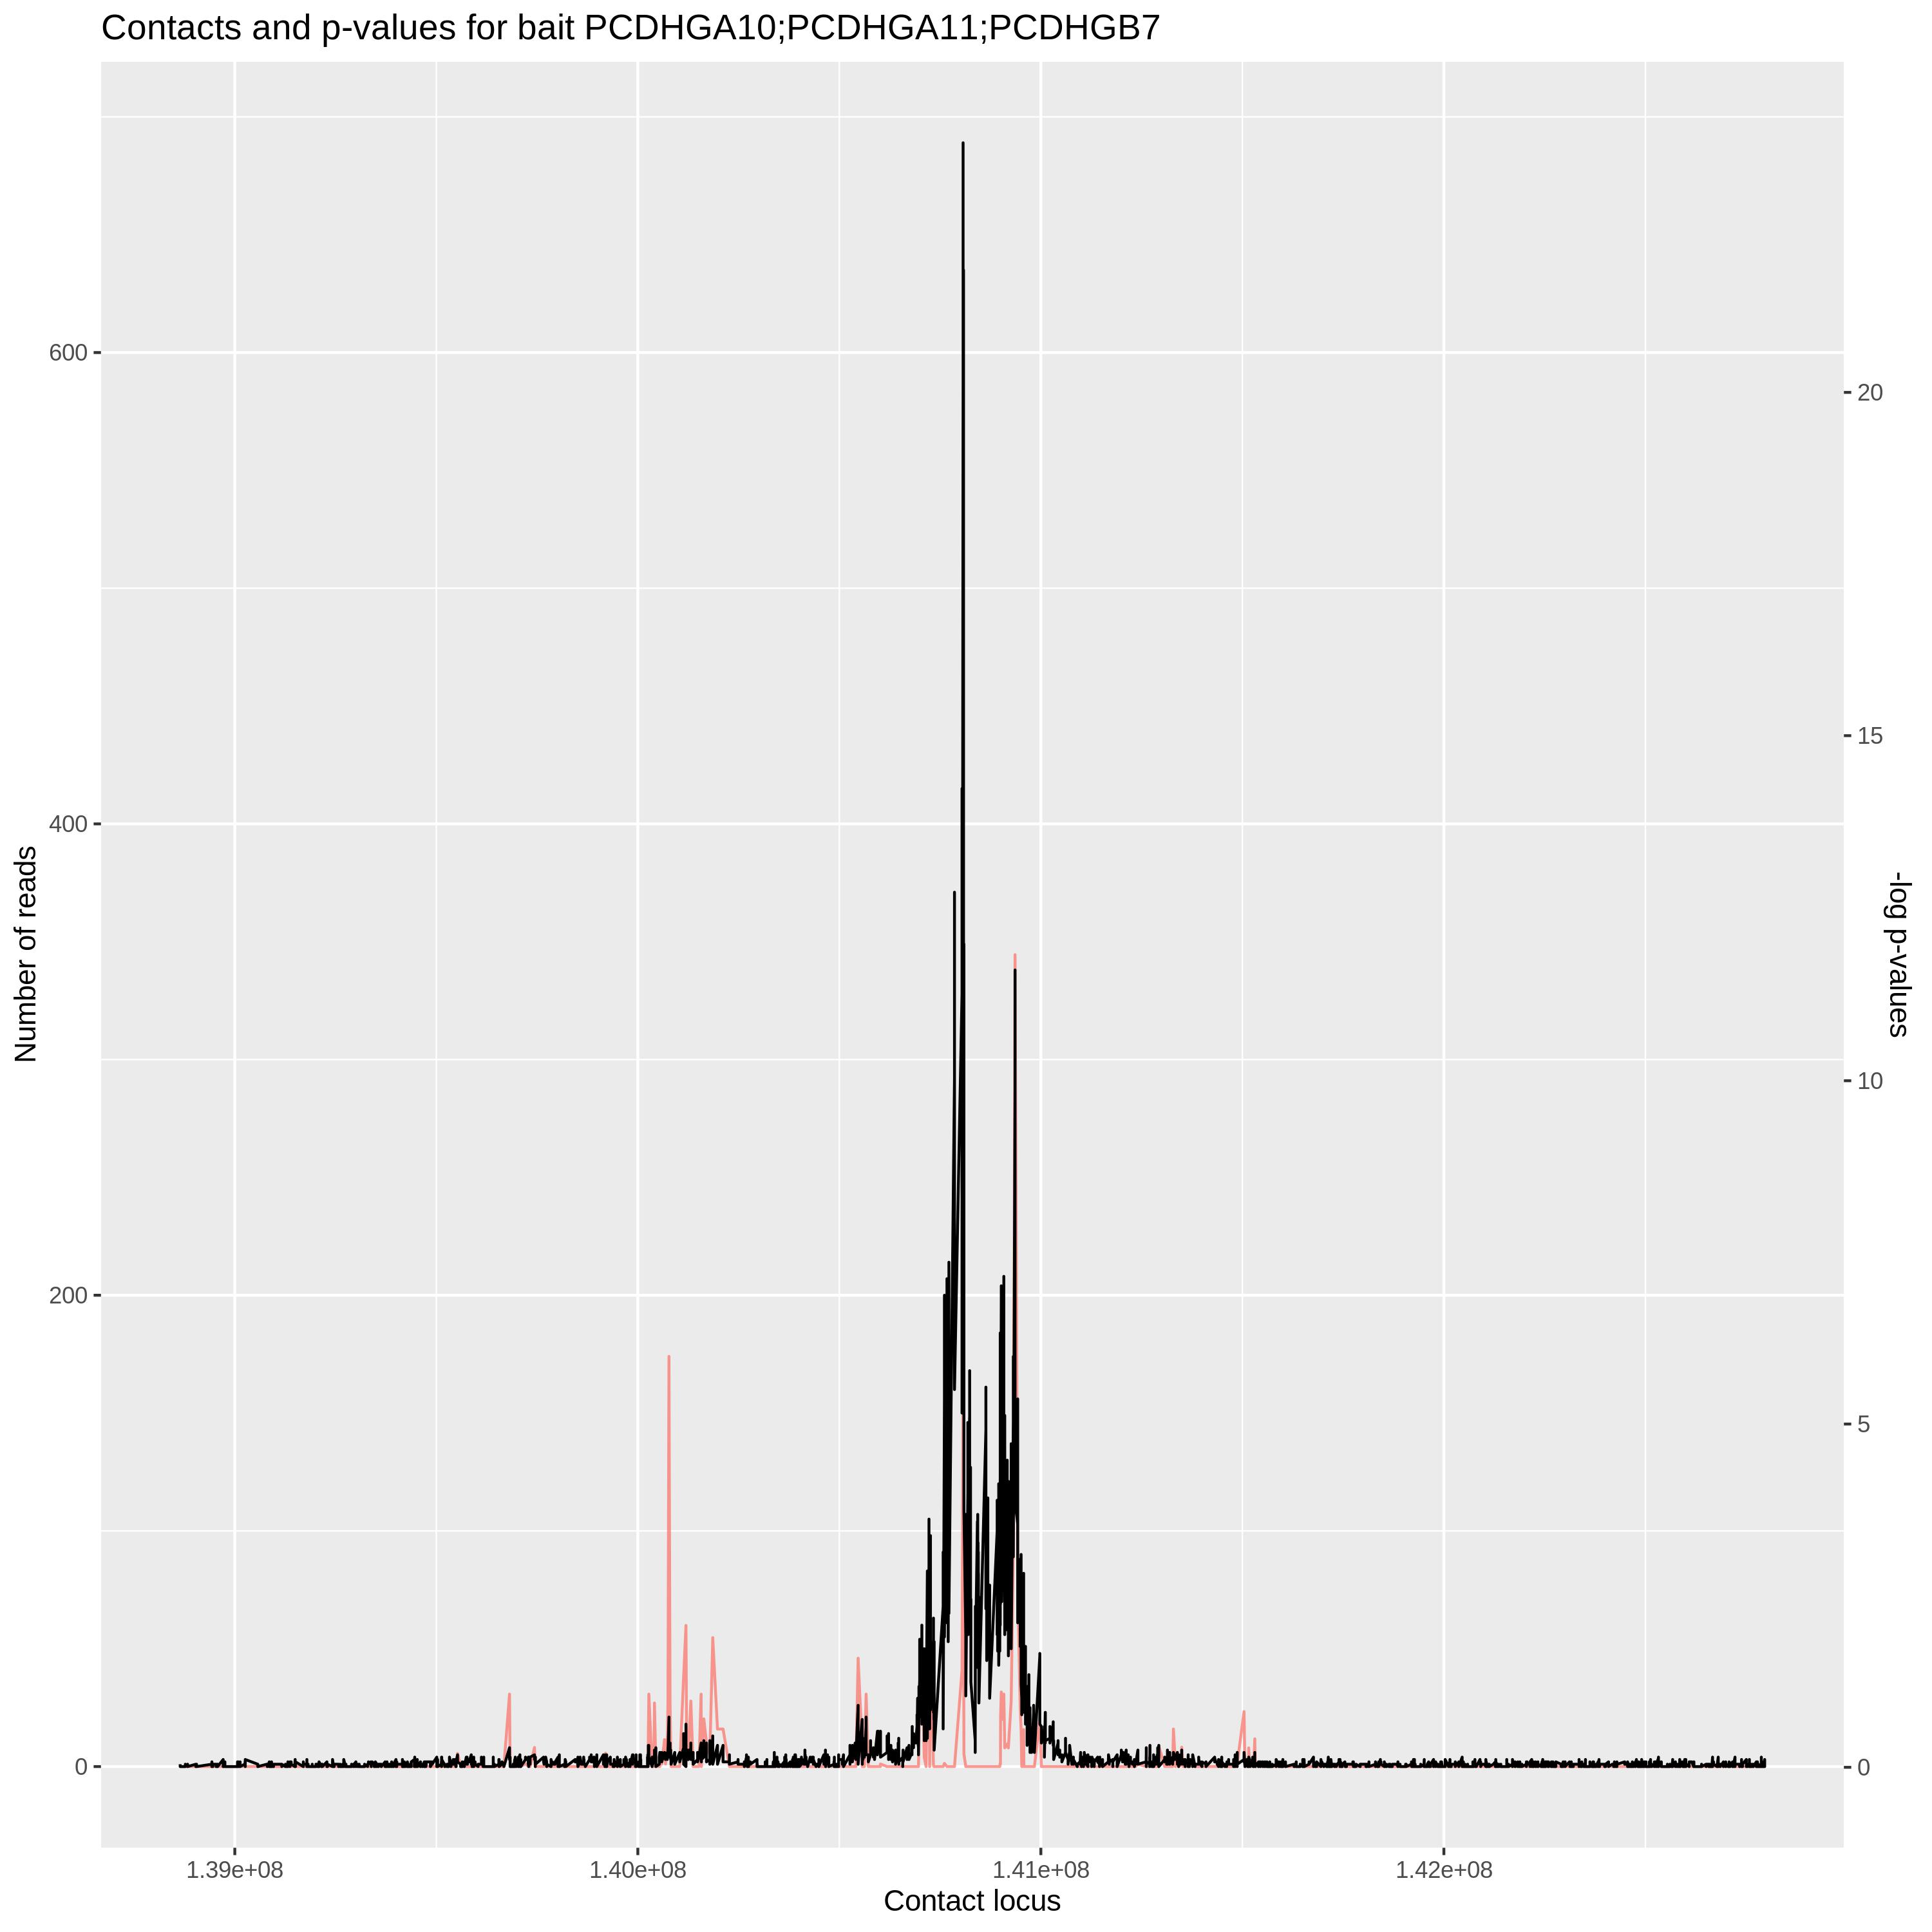 Contacts and p-values for bait PCDHGA10;PCDHGA11;PCDHGB7
Number of reads
600
400
200
0
-log p-values
20
15
10
5
0
1.39e+08 1.40e+08 1.41e+08 1.42e+08
Contact locus